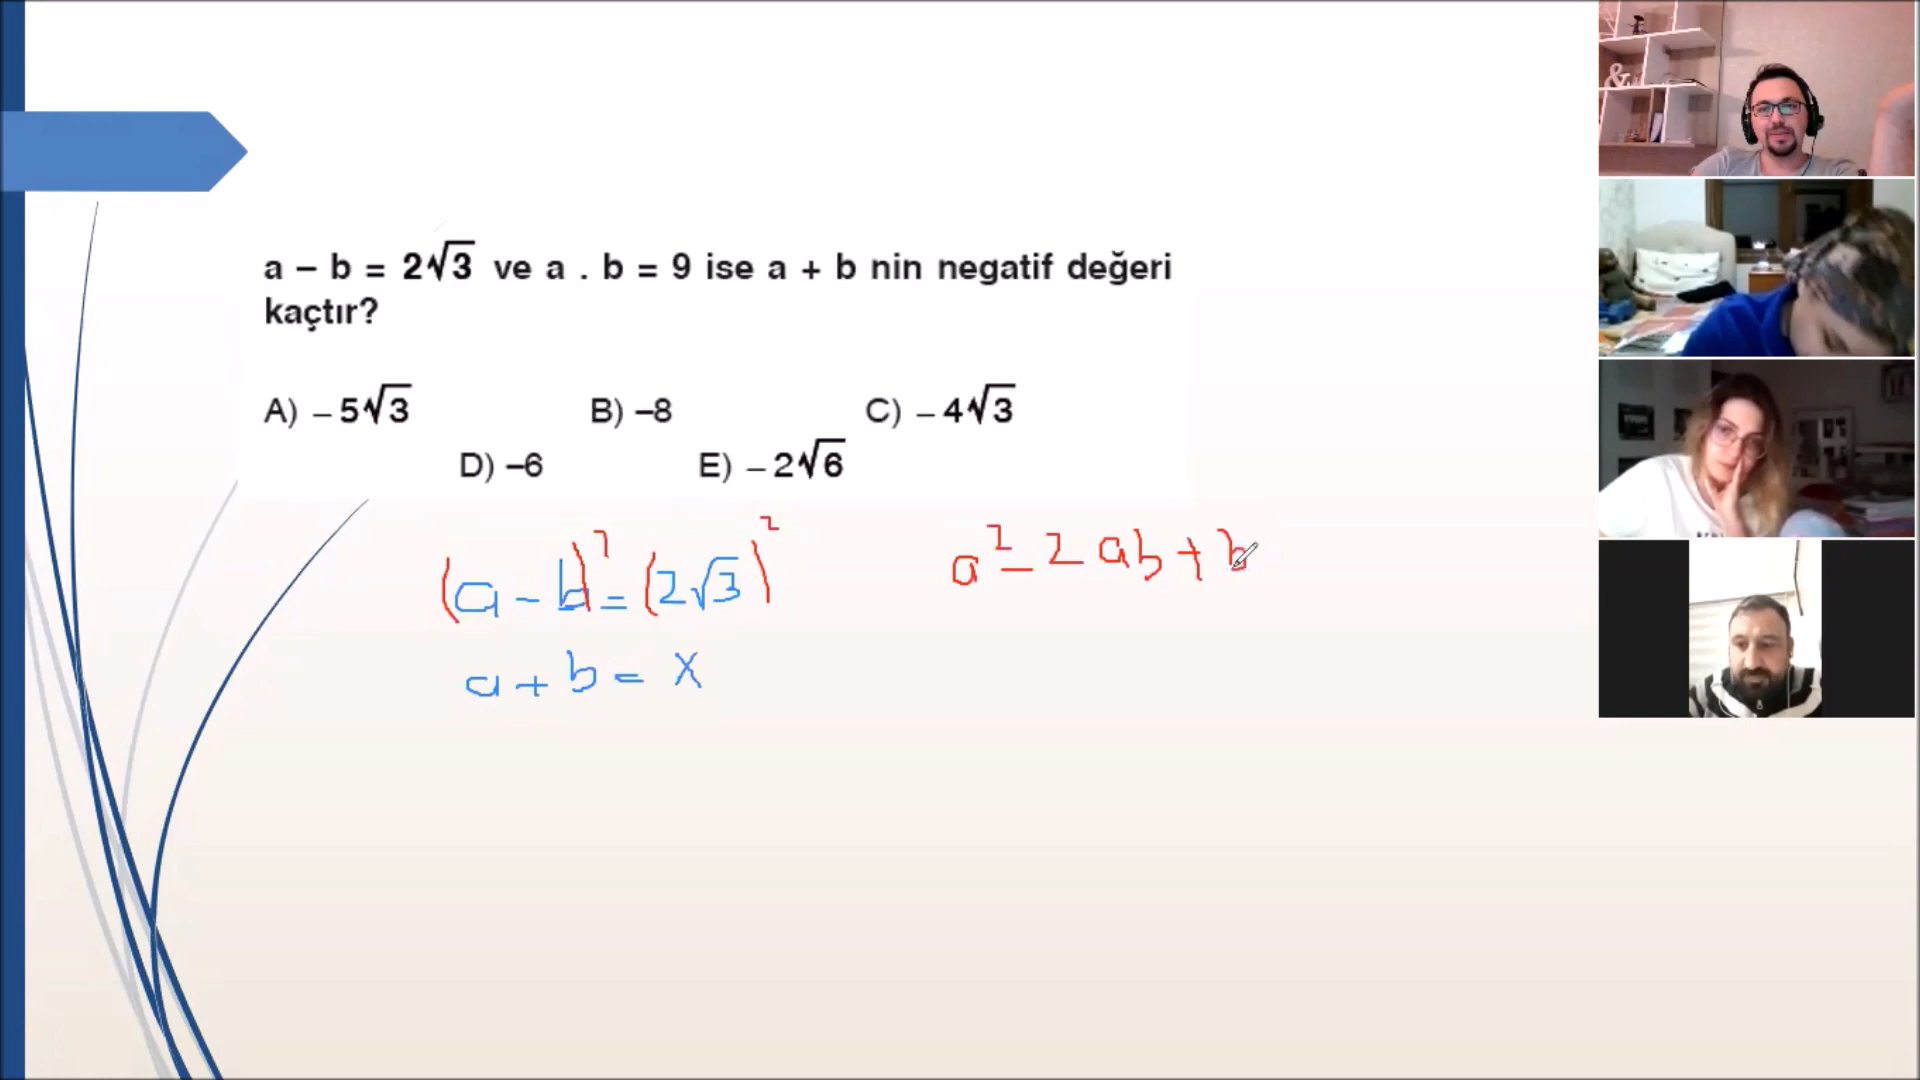 a – b = 2√3 ve a . b = 9 ise a + b nin negatif değeri
kaçtır?
A) – 5√3 B) –8 C) – 4√3
D) –6 E) – 2√6
(a – b)² = (2√3)² a² – 2ab + b
a + b = x
&